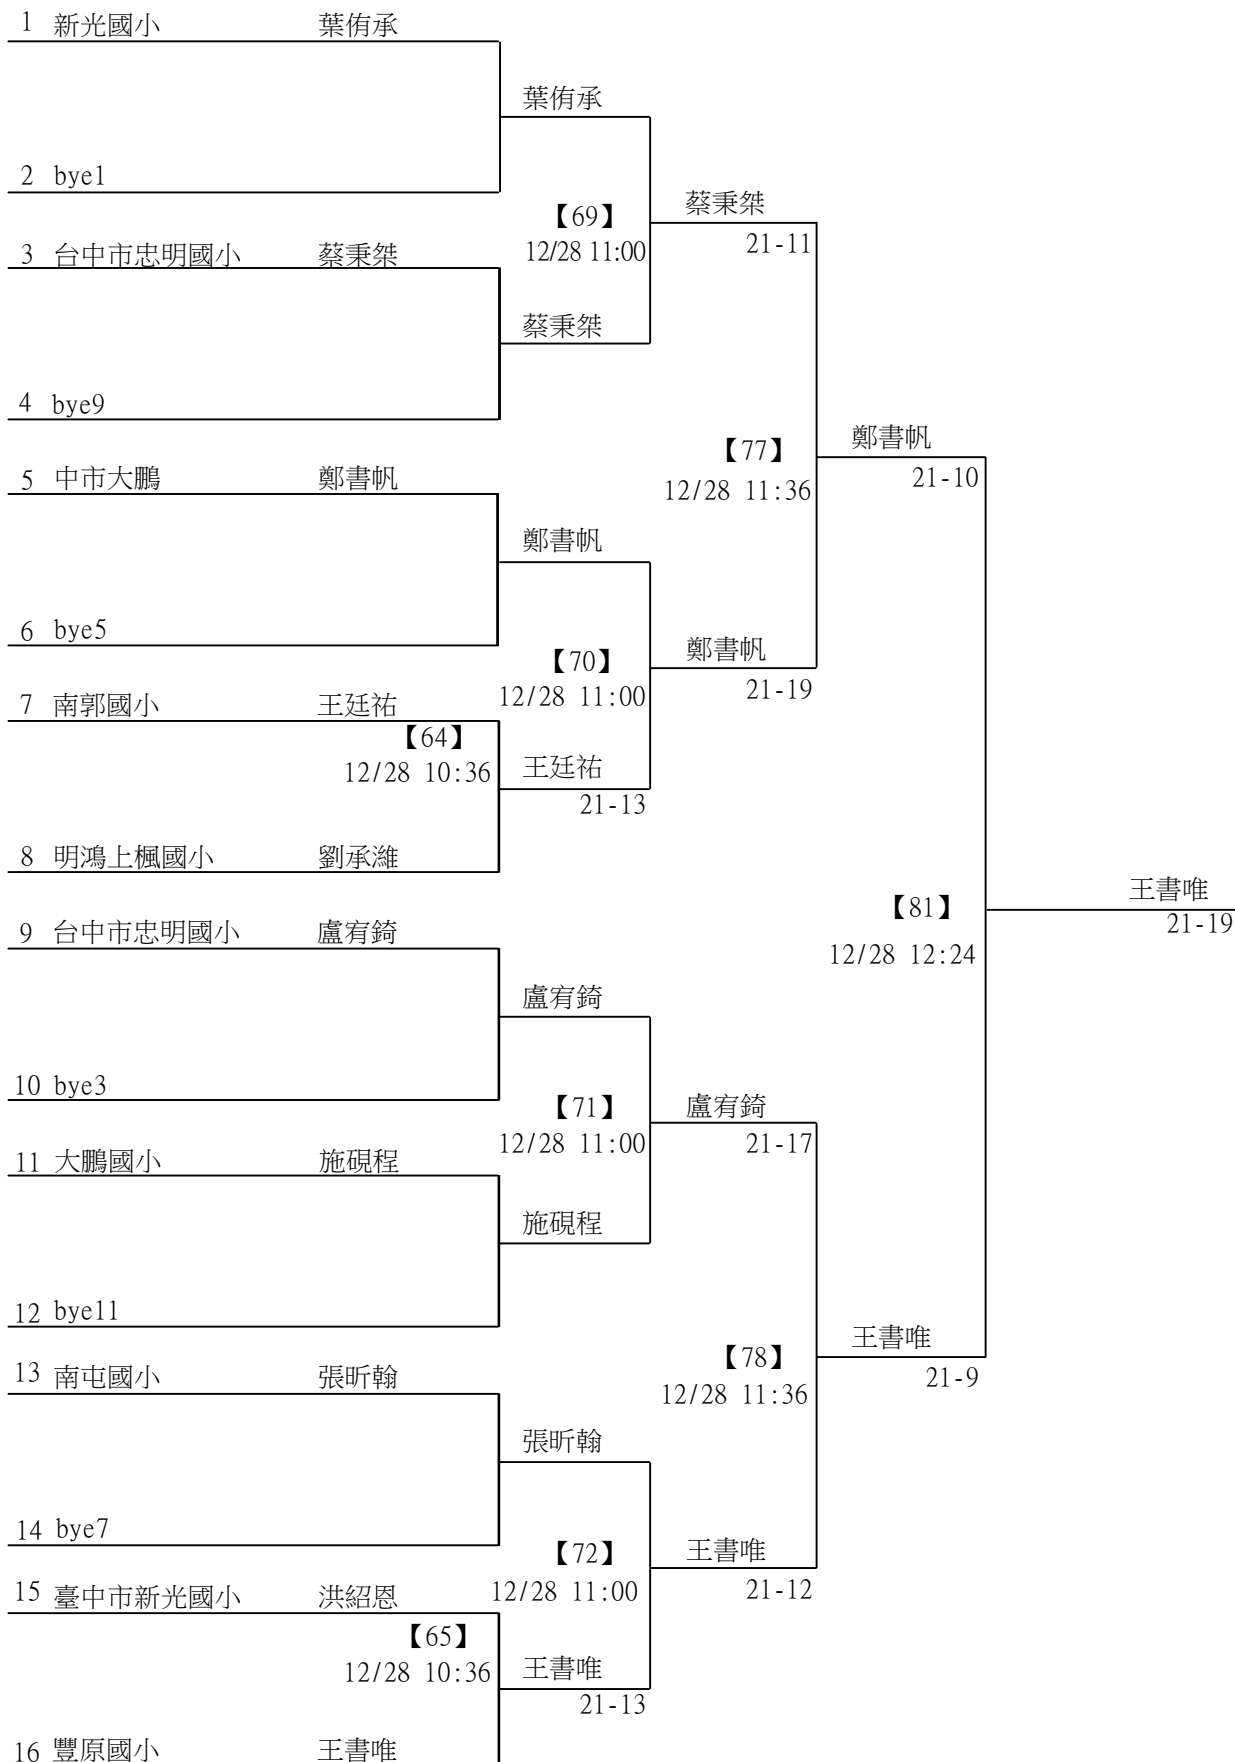 1 新光國小 葉侑承
葉侑承
2 bye1
蔡秉桀
【69】
21-11
3 台中市忠明國小 蔡秉桀
12/28 11:00
蔡秉桀
4 bye9
鄭書帆
【77】
5 中市大鵬 鄭書帆
21-10
12/28 11:36
鄭書帆
6 bye5
鄭書帆
【70】
21-19
7 南郭國小 王廷祐
12/28 11:00
【64】
12/28 10:36
王廷祐
21-13
8 明鴻上楓國小 劉承濰
王書唯
【81】
21-19
9 台中市忠明國小 盧宥錡
12/28 12:24
盧宥錡
10 bye3
盧宥錡
【71】
21-17
12/28 11:00
11 大鵬國小 施硯程
施硯程
12 bye11
王書唯
【78】
21-9
13 南屯國小 張昕翰
12/28 11:36
張昕翰
14 bye7
王書唯
【72】
21-12
12/28 11:00
15 臺中市新光國小 洪紹恩
【65】
12/28 10:36
王書唯
21-13
16 豐原國小 王書唯